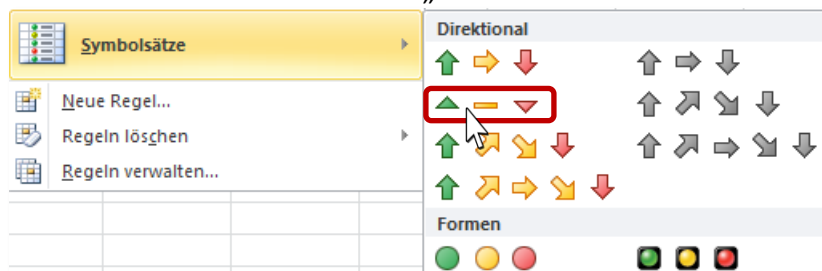 „
Symbolsätze
Neue Regel...
Regeln löschen
Regeln verwalten...
Direktional
Formen